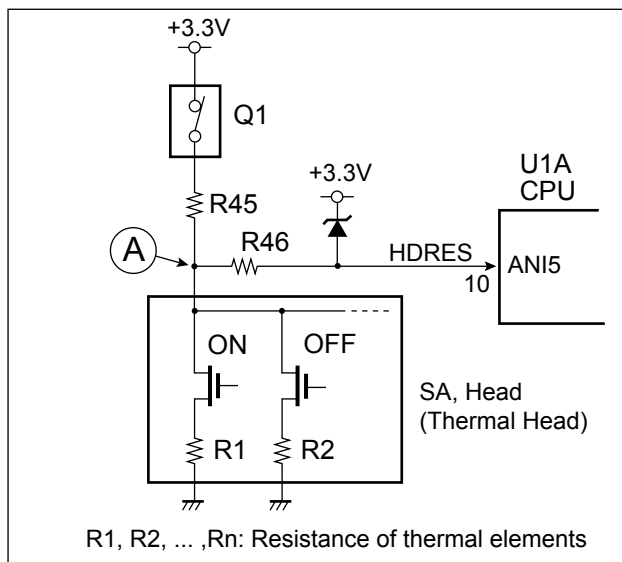 +3.3V
Q1
+3.3V
U1A
CPU
R45
A
R46
HDRES
10
ANI5
ON
OFF
SA, Head
(Thermal Head)
R1
R2
R1, R2, ... ,Rn: Resistance of thermal elements